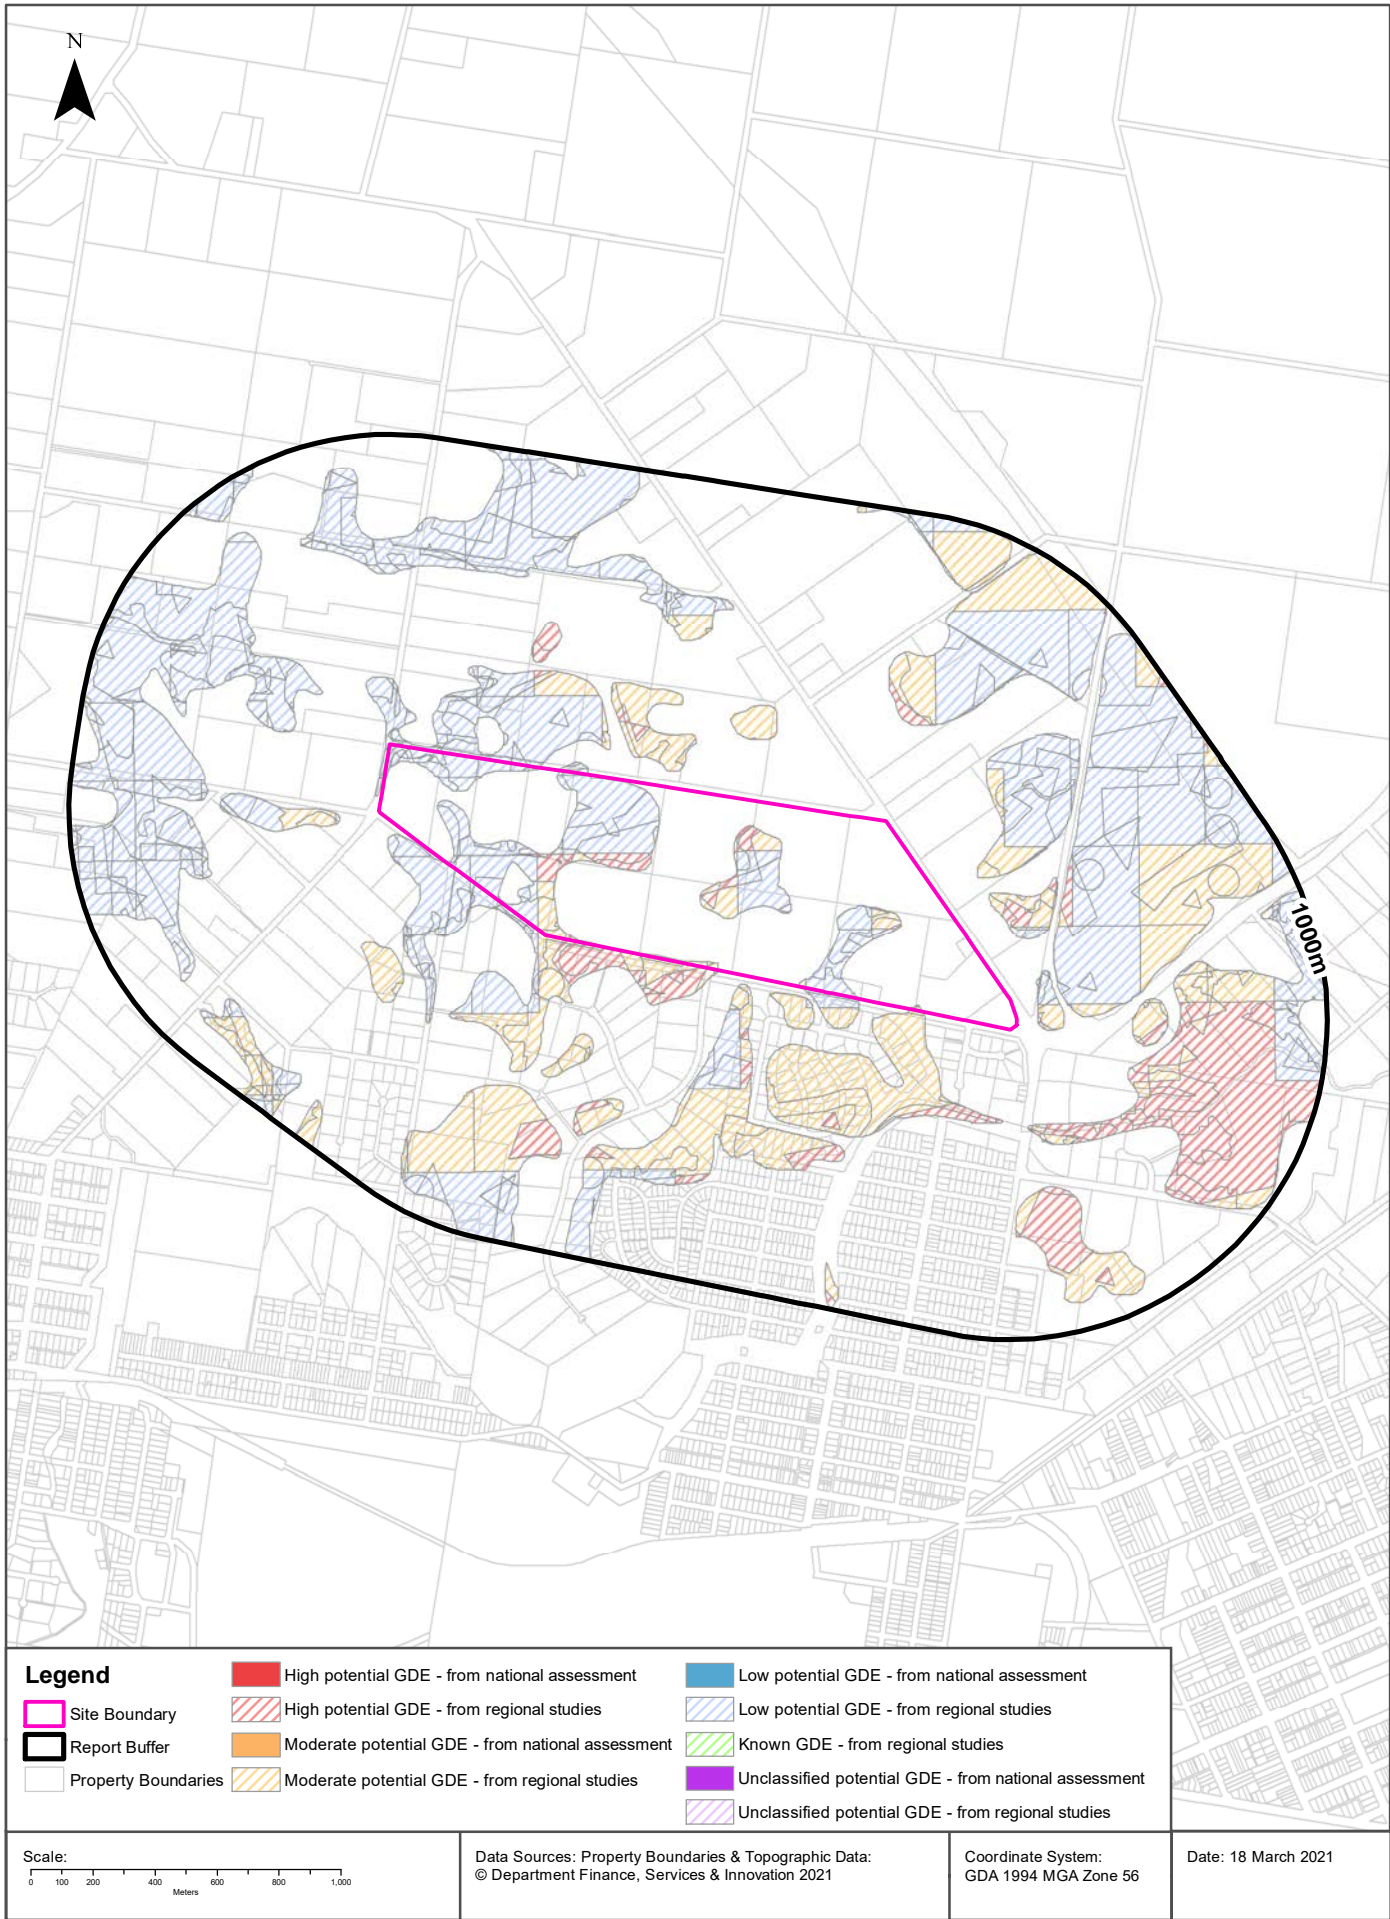 N
1000m
Legend
Site Boundary
Report Buffer
Property Boundaries
High potential GDE - from national assessment
High potential GDE - from regional studies
Moderate potential GDE - from national assessment
Moderate potential GDE - from regional studies
Low potential GDE - from national assessment
Low potential GDE - from regional studies
Known GDE - from regional studies
Unclassified potential GDE - from national assessment
Unclassified potential GDE - from regional studies
Scale:
0 100 200 400 600 800 1,000
Meters
Data Sources: Property Boundaries & Topographic Data:
© Department Finance, Services & Innovation 2021
Coordinate System:
GDA 1994 MGA Zone 56
Date: 18 March 2021